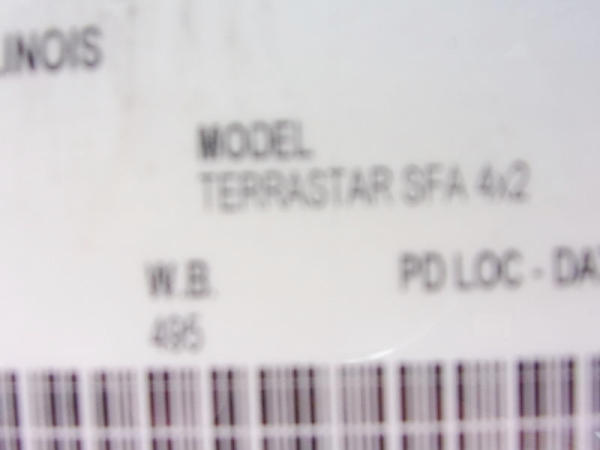 LINOIS
MODEL
TERRASTAR SFA 4x2
W.B. PD LOC - DA
495